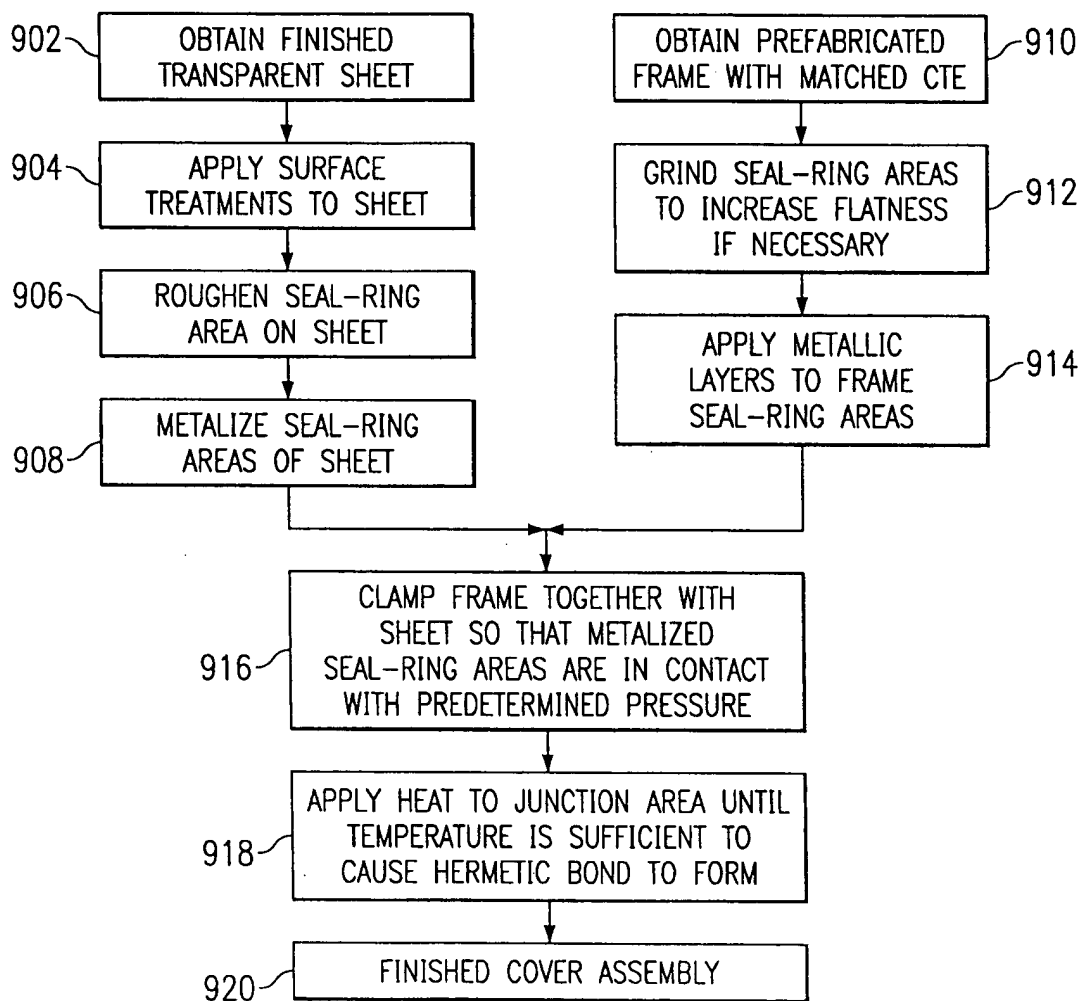 902
OBTAIN FINISHED
TRANSPARENT SHEET
904
APPLY SURFACE
TREATMENTS TO SHEET
906
ROUGHEN SEAL-RING
AREA ON SHEET
908
METALIZE SEAL-RING
AREAS OF SHEET
910
OBTAIN PREFABRICATED
FRAME WITH MATCHED CTE
912
GRIND SEAL-RING AREAS
TO INCREASE FLATNESS
IF NECESSARY
914
APPLY METALLIC
LAYERS TO FRAME
SEAL-RING AREAS
916
CLAMP FRAME TOGETHER WITH
SHEET SO THAT METALIZED
SEAL-RING AREAS ARE IN CONTACT
WITH PREDETERMINED PRESSURE
918
APPLY HEAT TO JUNCTION AREA UNTIL
TEMPERATURE IS SUFFICIENT TO
CAUSE HERMETIC BOND TO FORM
920
FINISHED COVER ASSEMBLY